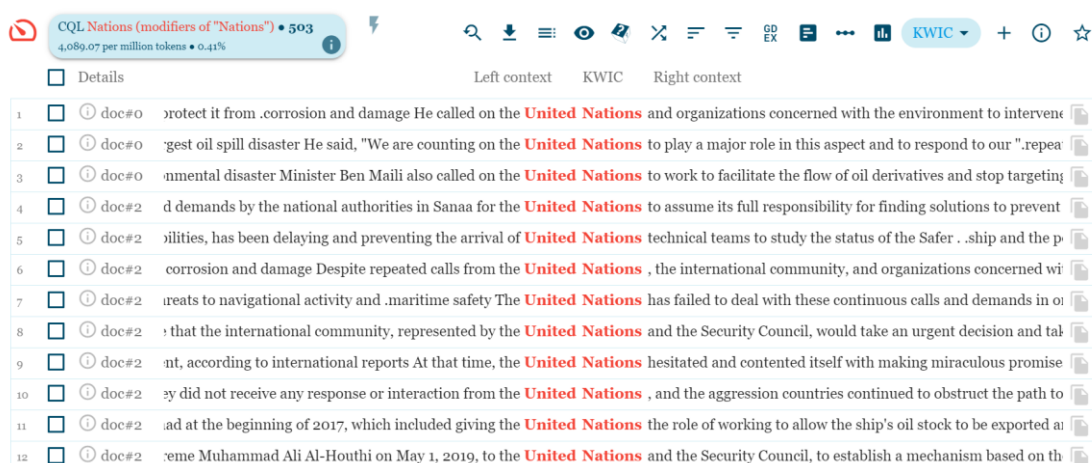 CQL Nations (modifiers of "Nations") • 503
4,089.07 per million tokens • 0.41%
GD
EX
KWIC
Details Left context KWIC Right context
1 doc#0 protect it from .corrosion and damage He called on the United Nations and organizations concerned with the environment to intervene
2 doc#0 rgest oil spill disaster He said, "We are counting on the United Nations to play a major role in this aspect and to respond to our ".repea
3 doc#0 onmental disaster Minister Ben Maili also called on the United Nations to work to facilitate the flow of oil derivatives and stop targeting
4 doc#2 d demands by the national authorities in Sanaa for the United Nations to assume its full responsibility for finding solutions to prevent
5 doc#2 bilities, has been delaying and preventing the arrival of United Nations technical teams to study the status of the Safer . .ship and the p
6 doc#2 corrosion and damage Despite repeated calls from the United Nations , the international community, and organizations concerned wi
7 doc#2 reats to navigational activity and .maritime safety The United Nations has failed to deal with these continuous calls and demands in o
8 doc#2 e that the international community, represented by the United Nations and the Security Council, would take an urgent decision and tak
9 doc#2 nt, according to international reports At that time, the United Nations hesitated and contented itself with making miraculous promise
10 doc#2 ey did not receive any response or interaction from the United Nations , and the aggression countries continued to obstruct the path to
11 doc#2 ad at the beginning of 2017, which included giving the United Nations the role of working to allow the ship's oil stock to be exported a
12 doc#2 reme Muhammad Ali Al-Houthi on May 1, 2019, to the United Nations and the Security Council, to establish a mechanism based on th